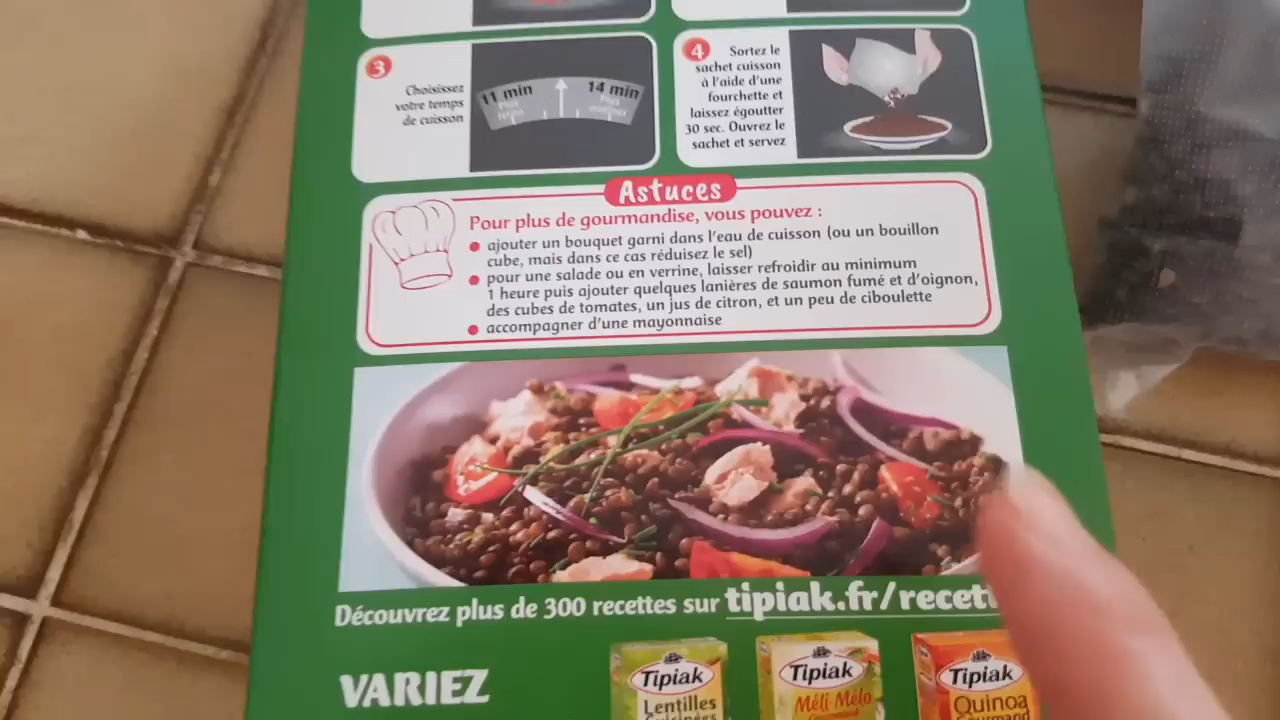 3
Choisissez
votre temps
de cuisson
11 min
14 min
Plus
Plus
4
Sortez le
sachet cuisson
à l'aide d'une
fourchette et
laissez égoutter
30 sec. Ouvrez le
sachet et servez
Astuces
Pour plus de gourmandise, vous pouvez :
● ajouter un bouquet garni dans l'eau de cuisson (ou un bouillon
cube, mais dans ce cas réduisez le sel)
● pour une salade ou en verrine, laisser refroidir au minimum
1 heure puis ajouter quelques lanières de saumon fumé et d'oignon,
des cubes de tomates, un jus de citron, et un peu de ciboulette
● accompagner d'une mayonnaise
Découvrez plus de 300 recettes sur tipiak.fr/recett
VARIEZ
Tipiak
Lentilles
Cuisinées
Tipiak
Méli Mélo
Gourmand
Tipiak
Quinoa
Gourmand